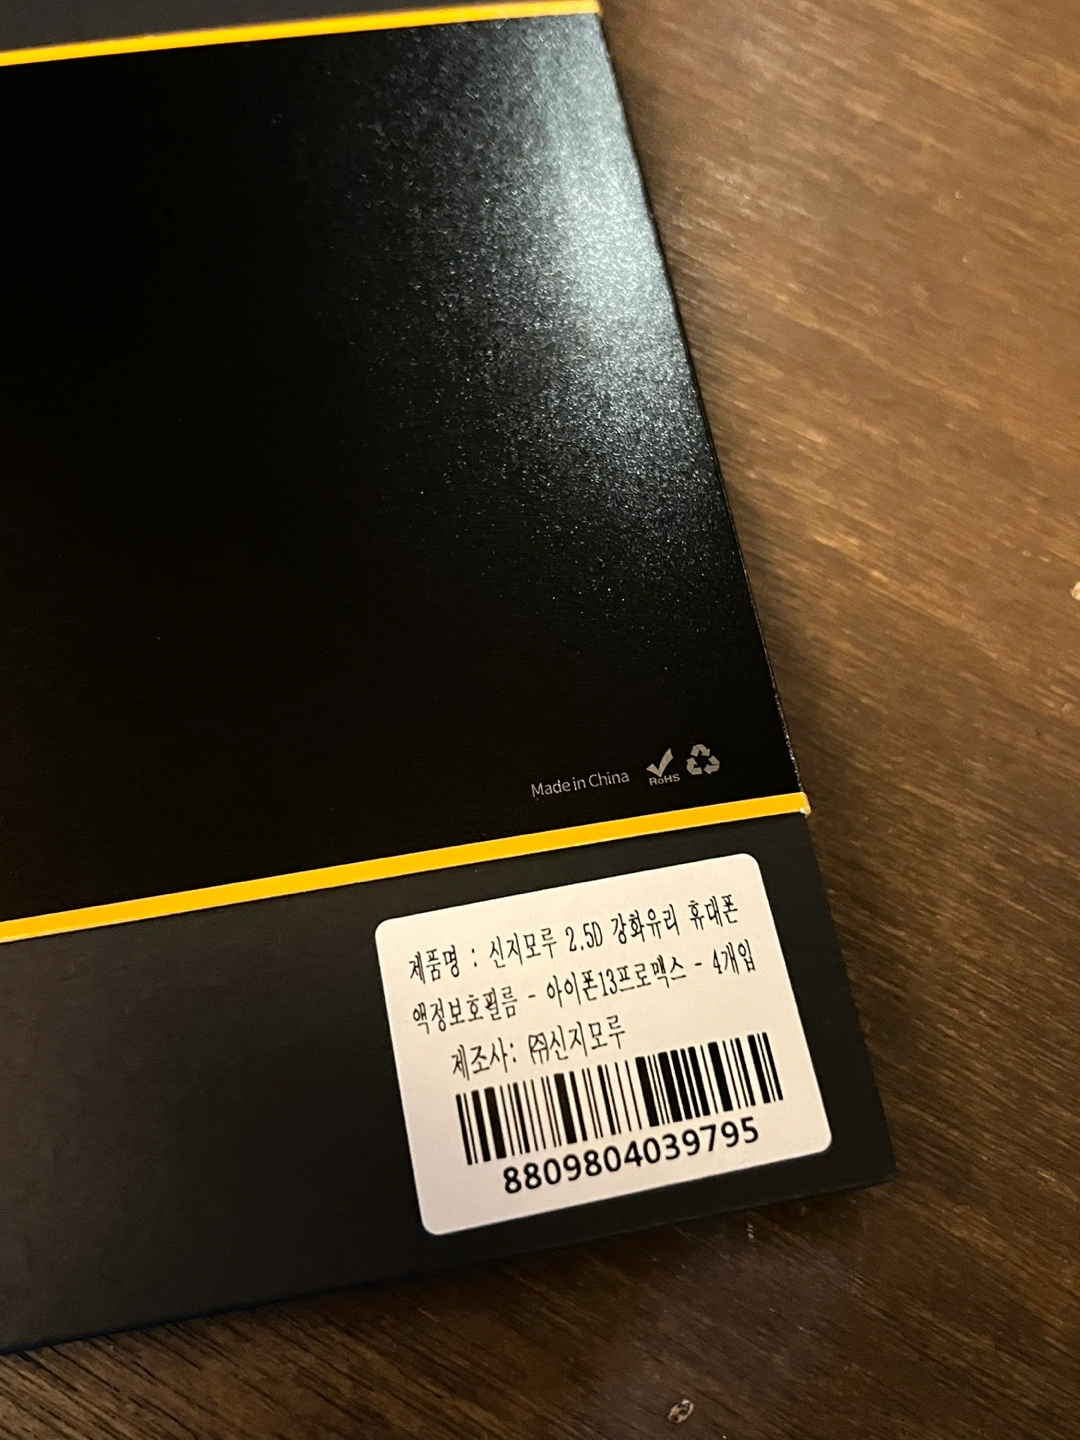 Made in China
RoHS
제품명 : 신지모루 2.5D 강화유리 휴대폰
액정보호필름 - 아이폰13프로맥스 - 4개입
제조사: ㈜신지모루
8809804039795